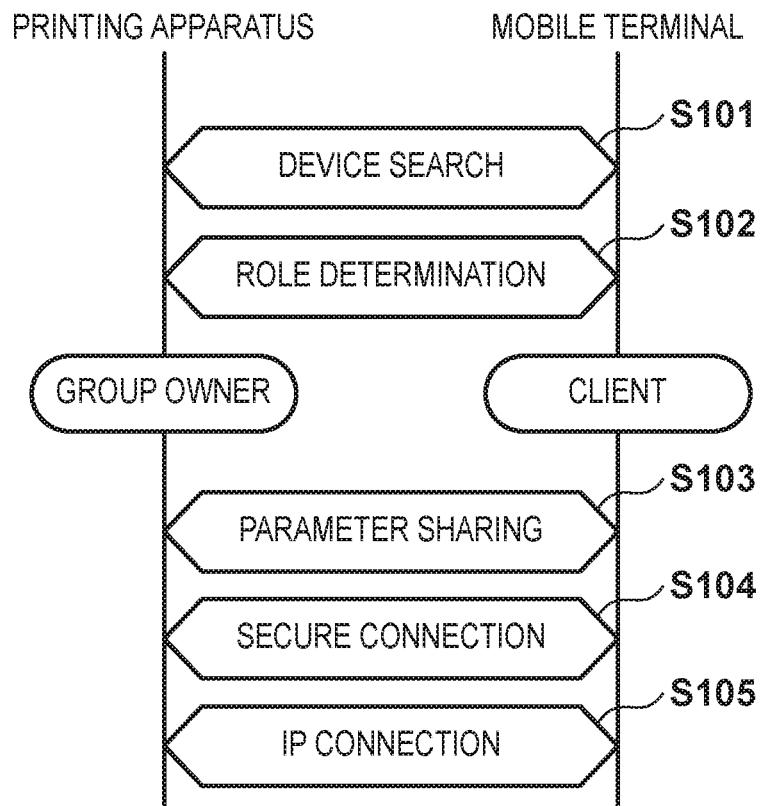 PRINTING APPARATUS
MOBILE TERMINAL
S101
DEVICE SEARCH
S102
ROLE DETERMINATION
GROUP OWNER
CLIENT
S103
PARAMETER SHARING
S104
SECURE CONNECTION
S105
IP CONNECTION